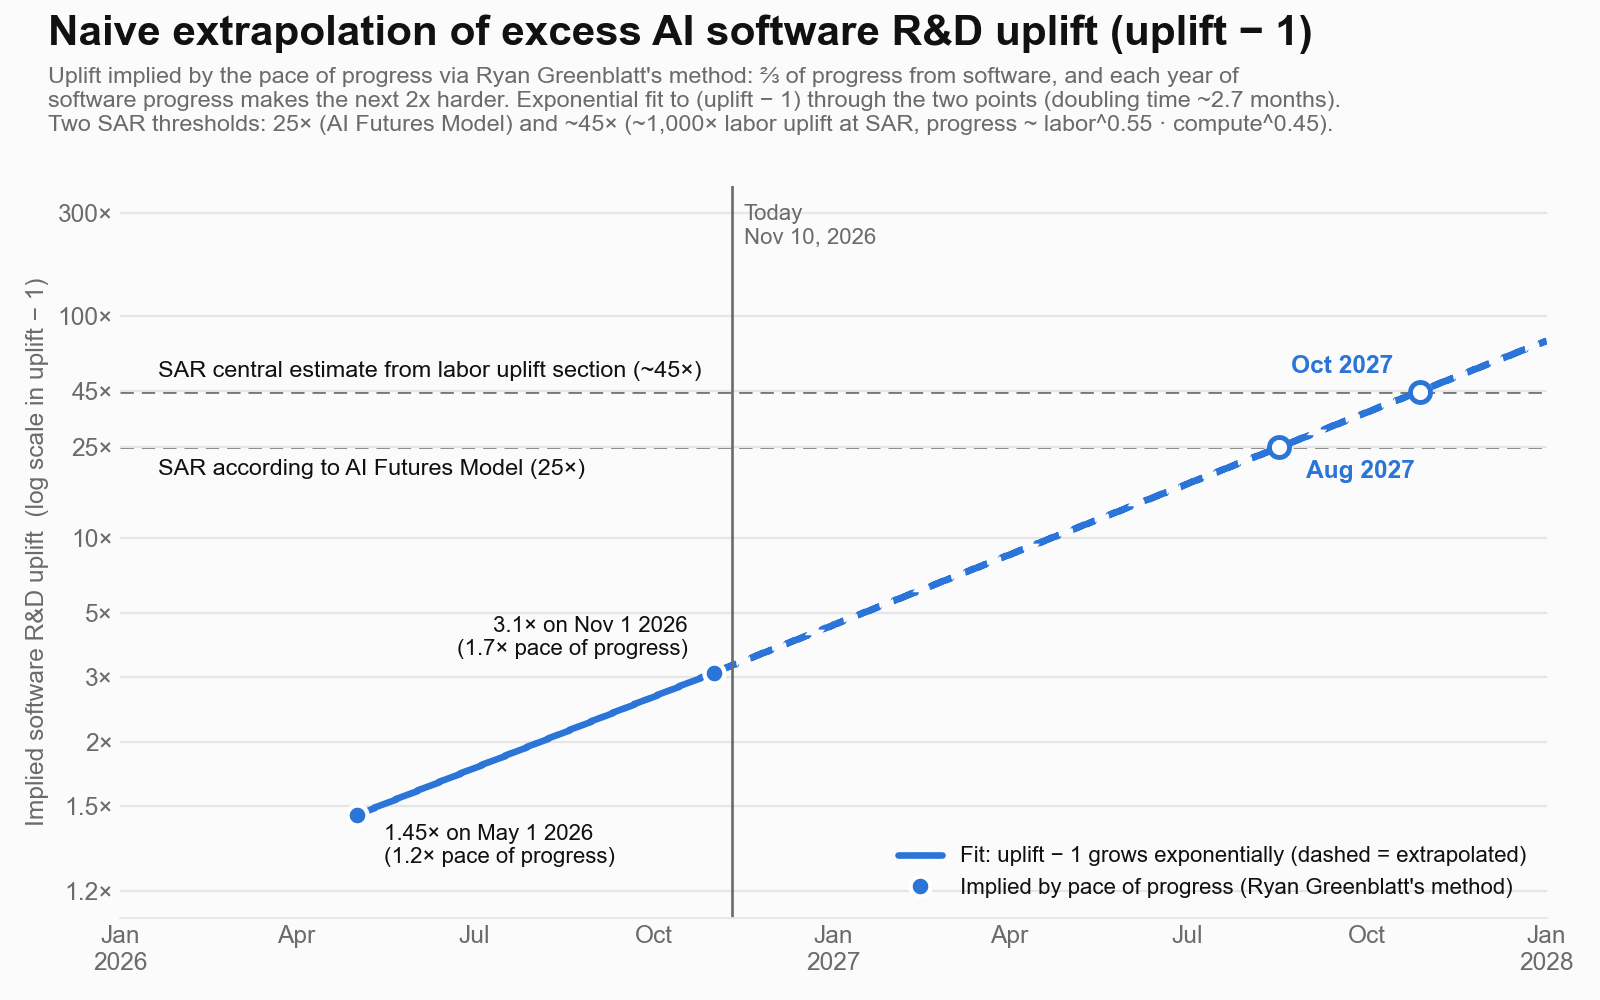 Naive extrapolation of excess AI software R&D uplift (uplift − 1)
Uplift implied by the pace of progress via Ryan Greenblatt's method: ⅔ of progress from software, and each year of
software progress makes the next 2x harder. Exponential fit to (uplift − 1) through the two points (doubling time ~2.7 months).
Two SAR thresholds: 25× (AI Futures Model) and ~45× (~1,000× labor uplift at SAR, progress ~ labor^0.55 · compute^0.45).
Implied software R&D uplift (log scale in uplift − 1)
300×
100×
45×
25×
10×
5×
3×
2×
1.5×
1.2×
Today
Nov 10, 2026
SAR central estimate from labor uplift section (~45×)
SAR according to AI Futures Model (25×)
Oct 2027
Aug 2027
3.1× on Nov 1 2026
(1.7× pace of progress)
1.45× on May 1 2026
(1.2× pace of progress)
Fit: uplift − 1 grows exponentially (dashed = extrapolated)
Implied by pace of progress (Ryan Greenblatt's method)
Jan
2026
Apr
Jul
Oct
Jan
2027
Apr
Jul
Oct
Jan
2028